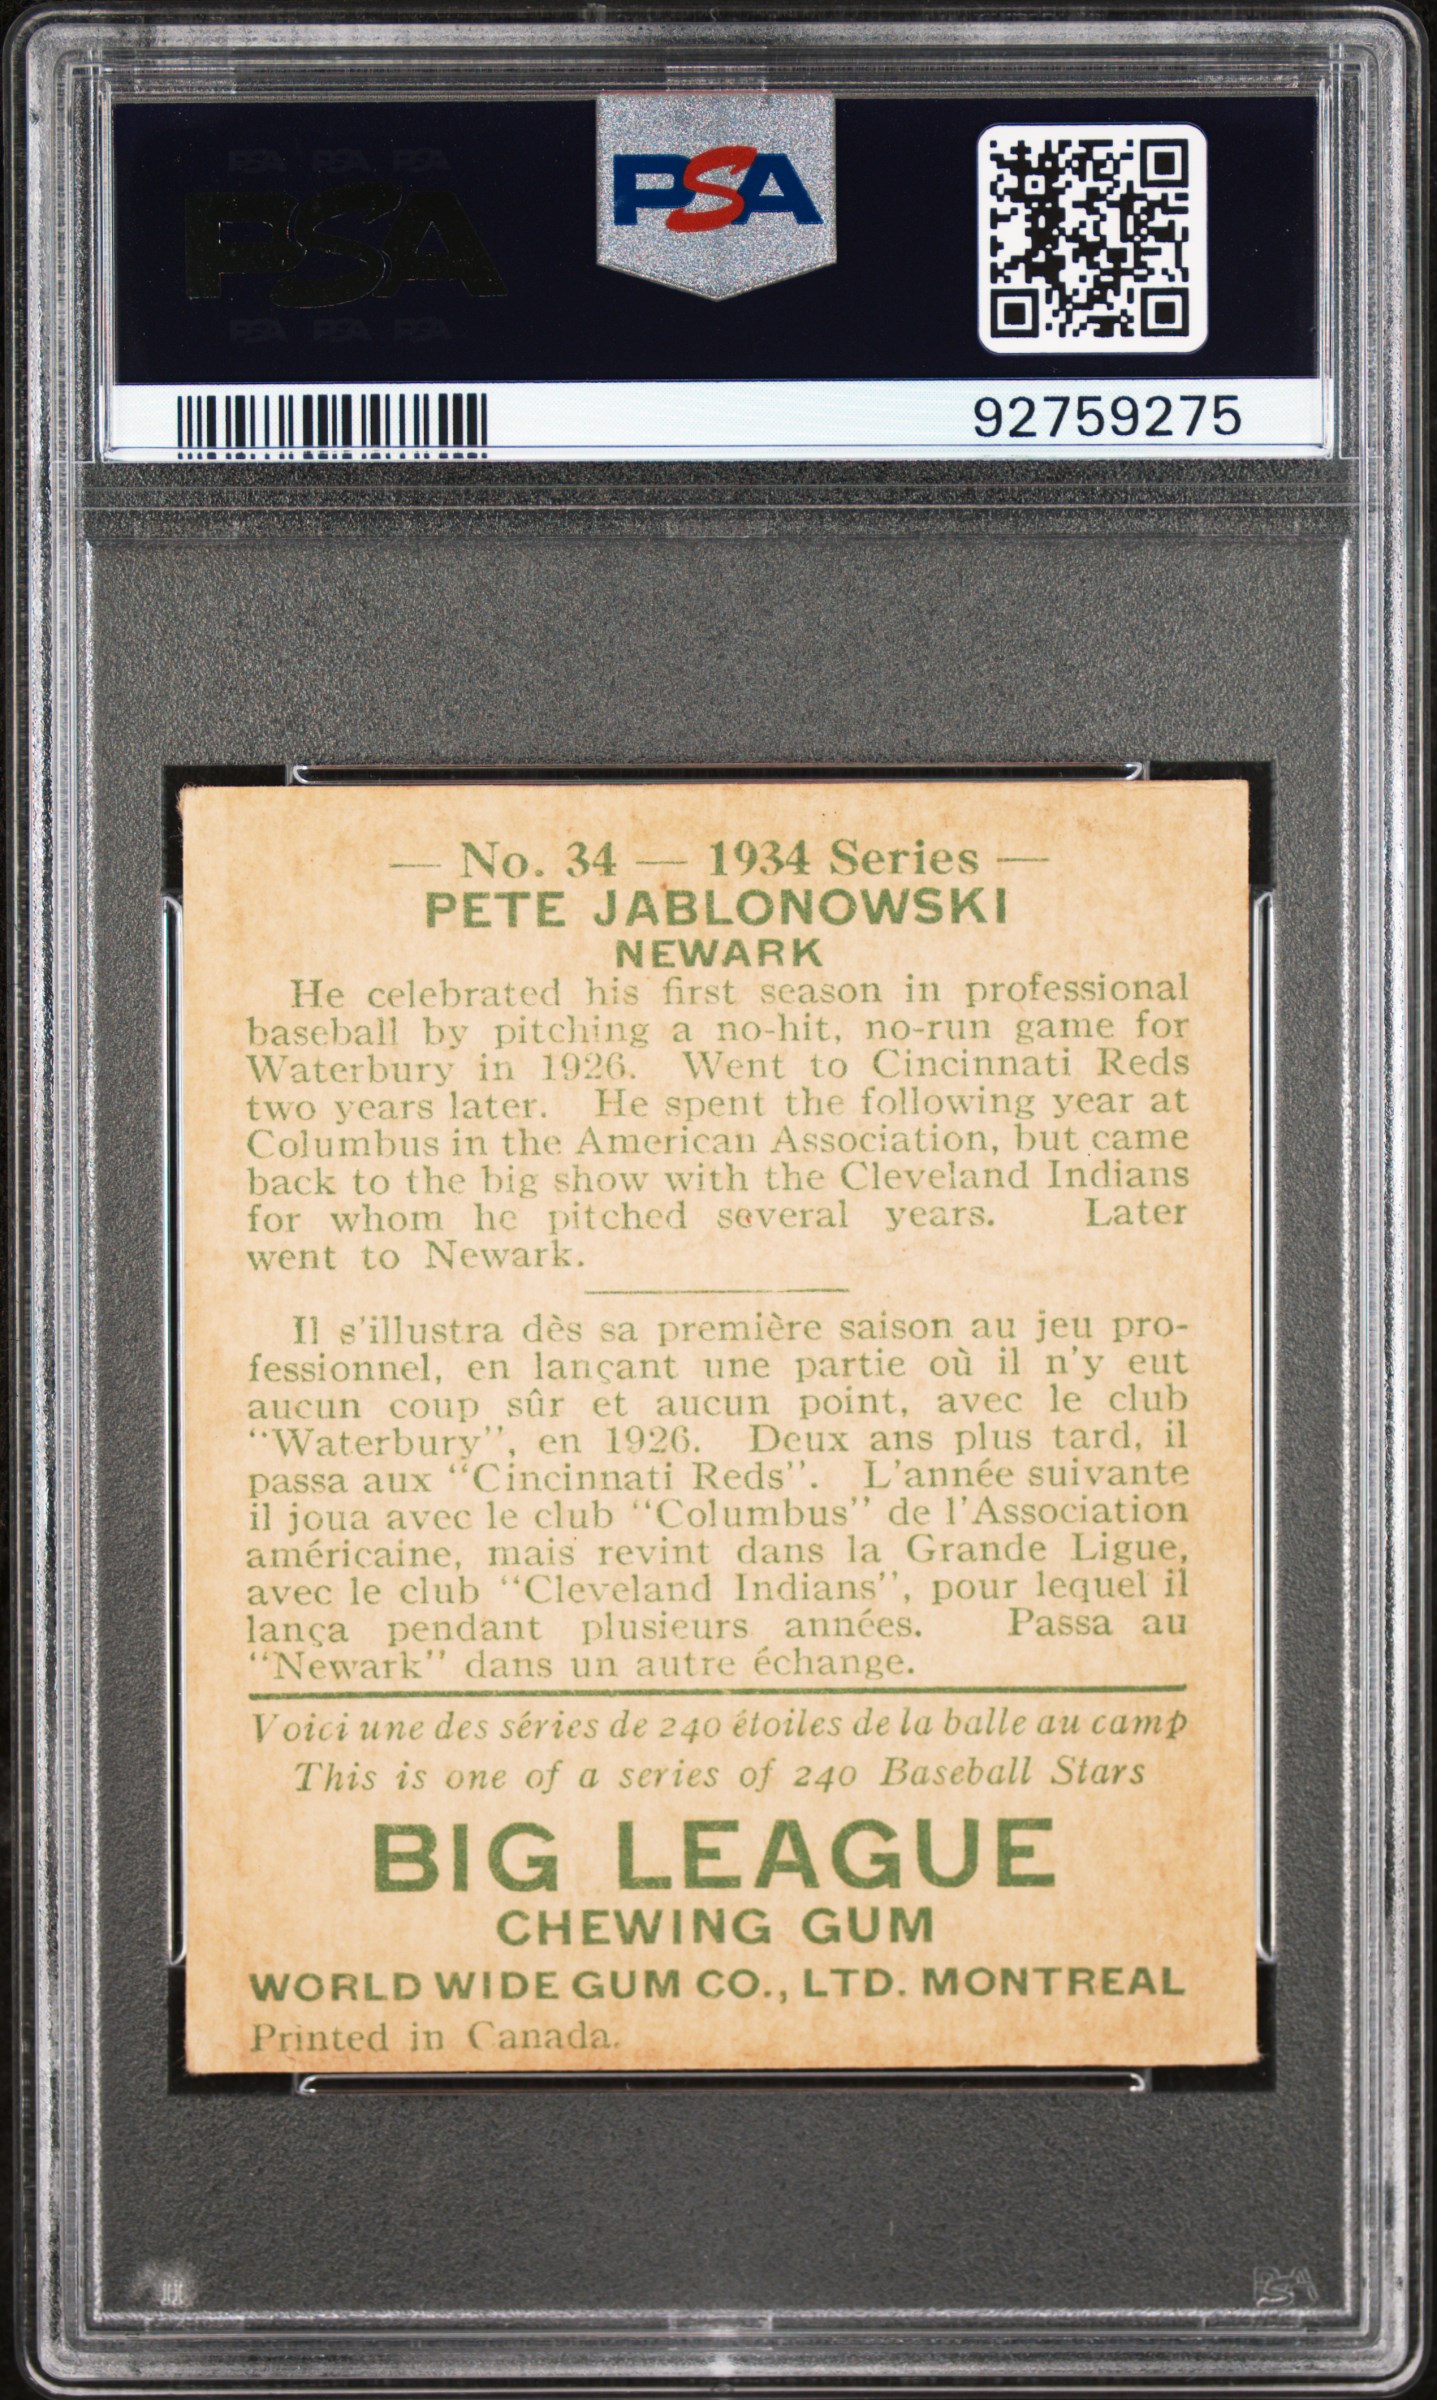 PSA PSA PSA
PSA
PSA PSA PSA
PSA
92759275
— No. 34 — 1934 Series —
PETE JABLONOWSKI
NEWARK
He celebrated his first season in professional
baseball by pitching a no-hit, no-run game for
Waterbury in 1926. Went to Cincinnati Reds
two years later. He spent the following year at
Columbus in the American Association, but came
back to the big show with the Cleveland Indians
for whom he pitched several years. Later
went to Newark.
Il s'illustra dès sa première saison au jeu pro-
fessionnel, en lançant une partie où il n'y eut
aucun coup sûr et aucun point, avec le club
"Waterbury", en 1926. Deux ans plus tard, il
passa aux "Cincinnati Reds". L'année suivante
il joua avec le club "Columbus" de l'Association
américaine, mais revint dans la Grande Ligue,
avec le club "Cleveland Indians", pour lequel il
lança pendant plusieurs années. Passa au
"Newark" dans un autre échange.
Voici une des séries de 240 étoiles de la balle au camp
This is one of a series of 240 Baseball Stars
BIG LEAGUE
CHEWING GUM
WORLD WIDE GUM CO., LTD. MONTREAL
Printed in Canada.
PSA